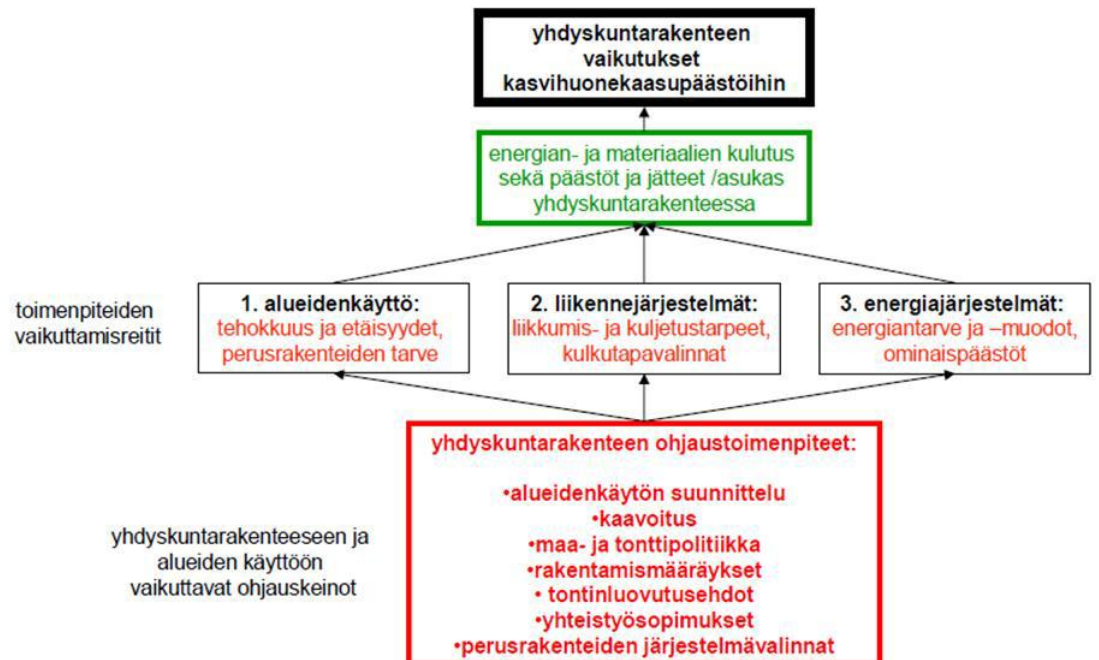 yhdyskuntarakenteen
vaikutukset
kasvihuonekaasupäästöihin
energian- ja materiaalien kulutus
sekä päästöt ja jätteet /asukas
yhdyskuntarakenteessa
toimenpiteiden
vaikuttamisreitit
1. alueidenkäyttö:
tehokkuus ja etäisyydet,
perusrakenteiden tarve
2. liikennejärjestelmät:
liikkumis- ja kuljetustarpeet,
kulkutapavalinnat
3. energiajärjestelmät:
energiantarve ja –muodot,
ominaispäästöt
yhdyskuntarakenteeseen ja
alueiden käyttöön
vaikuttavat ohjauskeinot
yhdyskuntarakenteen ohjaustoimenpiteet:
•alueidenkäytön suunnittelu
•kaavoitus
•maa- ja tonttipolitiikka
•rakentamismääräykset
• tontinluovutusehdot
•yhteistyösopimukset
•perusrakenteiden järjestelmävalinnat